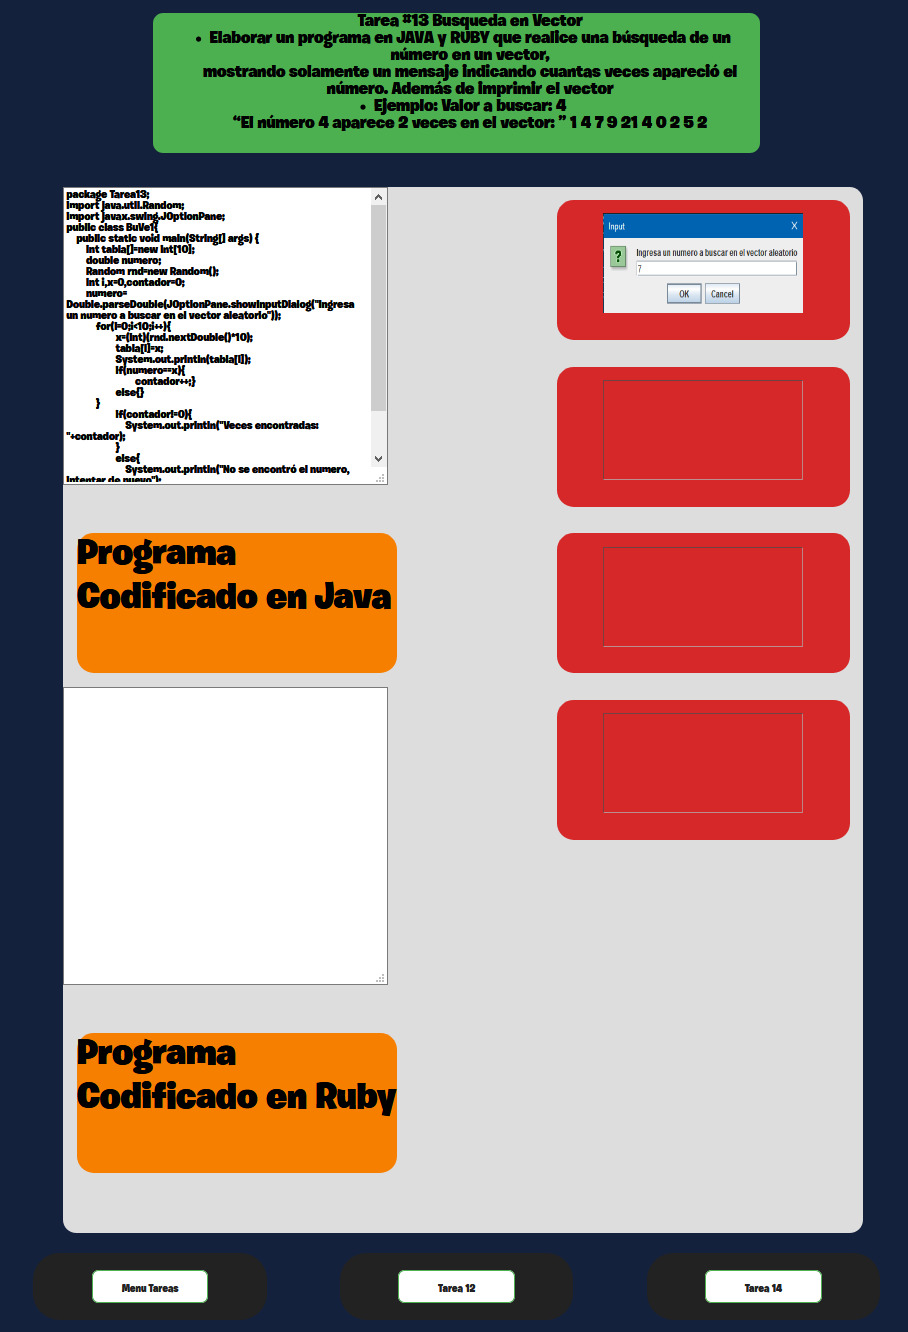 Tarea #13 Busqueda en Vector
• Elaborar un programa en JAVA y RUBY que realice una búsqueda de un
número en un vector,
mostrando solamente un mensaje indicando cuantas veces apareció el
número. Además de imprimir el vector
• Ejemplo: Valor a buscar: 4
“El número 4 aparece 2 veces en el vector: ” 1 4 7 9 21 4 0 2 5 2
package Tarea13;
import java.util.Random;
import javax.swing.JOptionPane;
public class BuVe1{
public static void main(String[] args) {
int tabla[]=new int[10];
double numero;
Random rnd=new Random();
int i,x=0,contador=0;
numero=
Double.parseDouble(JOptionPane.showInputDialog("Ingresa
un numero a buscar en el vector aleatorio"));
for(i=0;i<10;i++){
x=(int)(rnd.nextDouble()*10);
tabla[i]=x;
System.out.println(tabla[i]);
if(numero==x){
contador++;}
else{}
}
if(contador!=0){
System.out.println("Veces encontradas:
"+contador);
}
else{
System.out.println("No se encontró el numero,
Intentar de nuevo");
Input X
?
Ingresa un numero a buscar en el vector aleatorio
7
OK Cancel
Programa
Codificado en Java
Programa
Codificado en Ruby
Menu Tareas
Tarea 12
Tarea 14